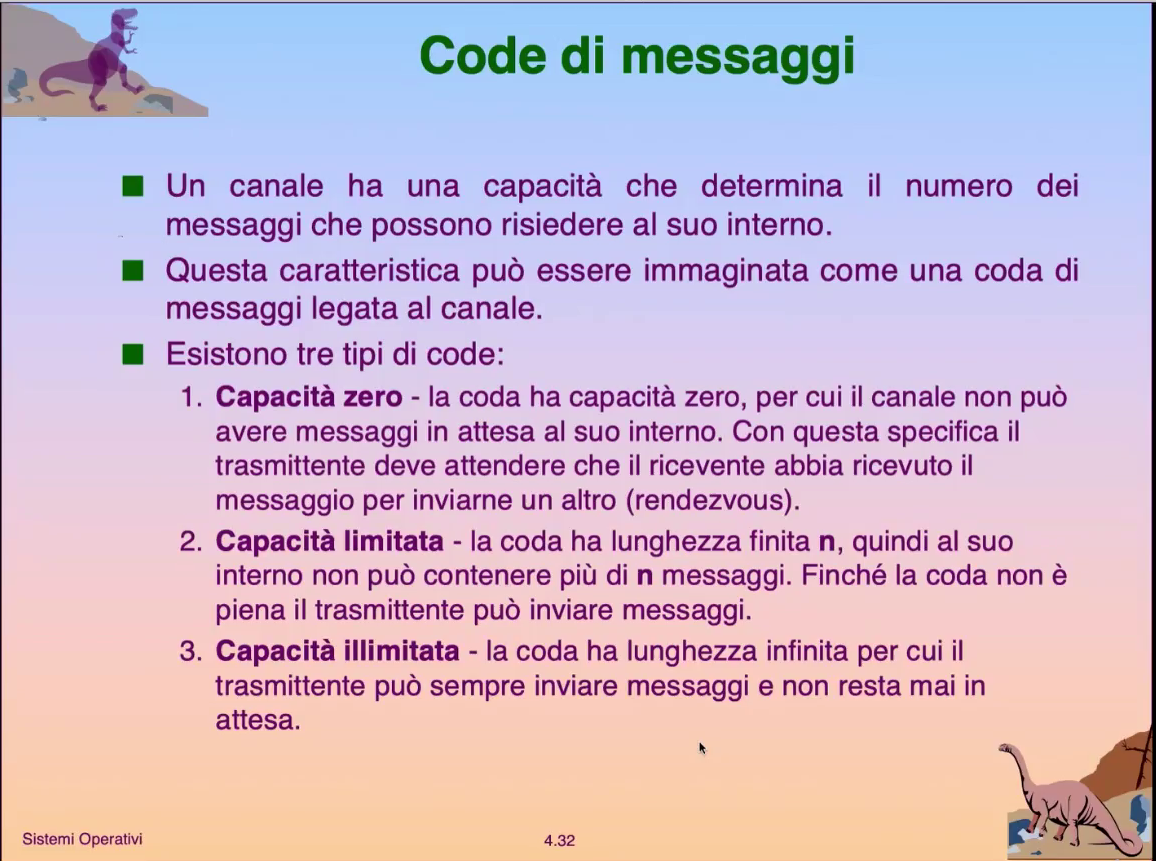 Code di messaggi
Un canale ha una capacità che determina il numero dei
messaggi che possono risiedere al suo interno.
Questa caratteristica può essere immaginata come una coda di
messaggi legata al canale.
Esistono tre tipi di code:
1. Capacità zero - la coda ha capacità zero, per cui il canale non può
avere messaggi in attesa al suo interno. Con questa specifica il
trasmittente deve attendere che il ricevente abbia ricevuto il
messaggio per inviarne un altro (rendezvous).
2. Capacità limitata - la coda ha lunghezza finita n, quindi al suo
interno non può contenere più di n messaggi. Finché la coda non è
piena il trasmittente può inviare messaggi.
3. Capacità illimitata - la coda ha lunghezza infinita per cui il
trasmittente può sempre inviare messaggi e non resta mai in
attesa.
Sistemi Operativi
4.32